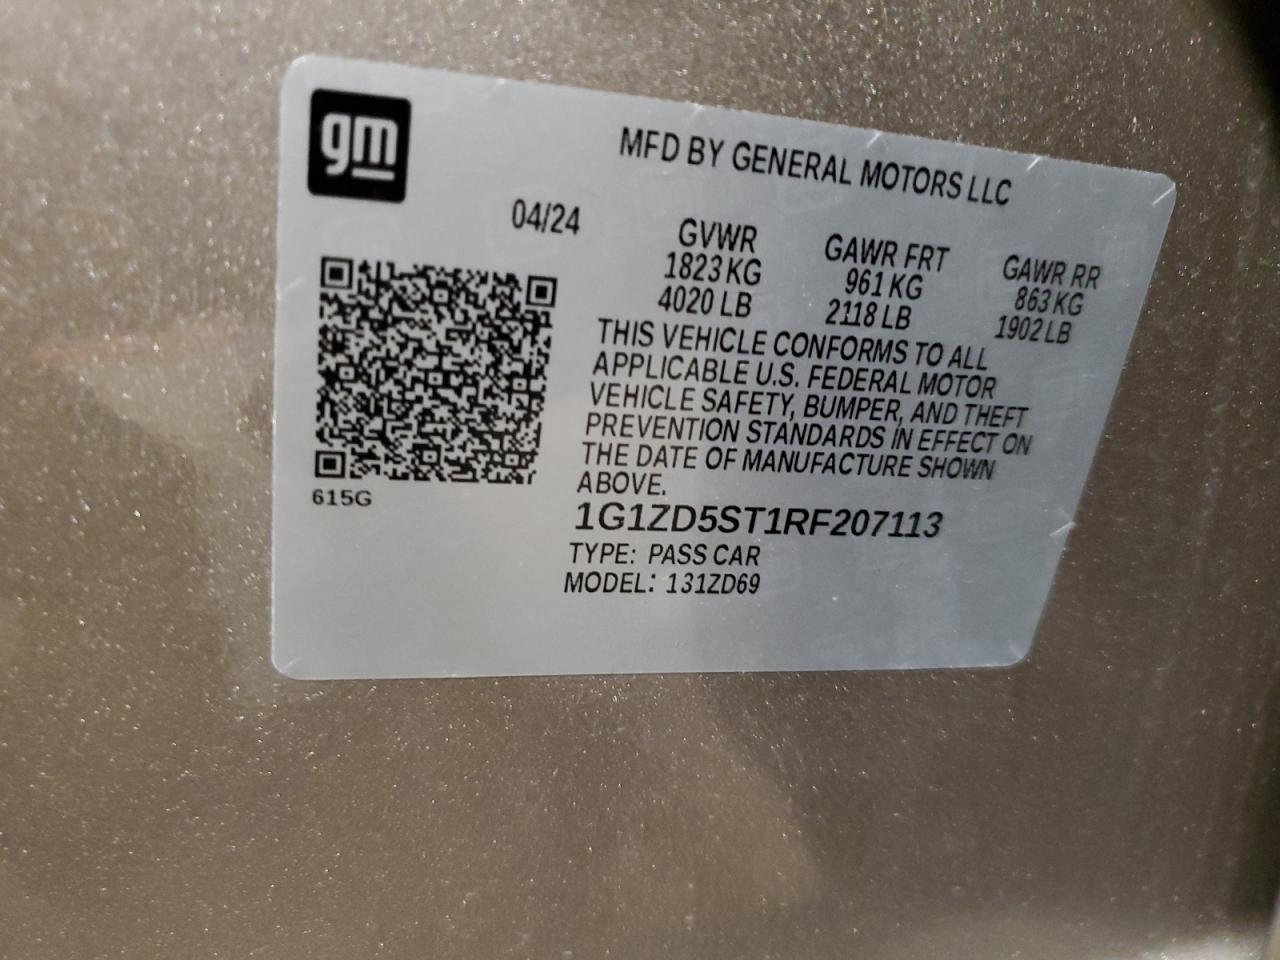 gm
MFD BY GENERAL MOTORS LLC
04/24
GVWR GAWR FRT GAWR RR
1823 KG 961 KG 863 KG
4020 LB 2118 LB 1902 LB
THIS VEHICLE CONFORMS TO ALL
APPLICABLE U.S. FEDERAL MOTOR
VEHICLE SAFETY, BUMPER, AND THEFT
PREVENTION STANDARDS IN EFFECT ON
THE DATE OF MANUFACTURE SHOWN
ABOVE.
615G
1G1ZD5ST1RF207113
TYPE: PASS CAR
MODEL: 131ZD69